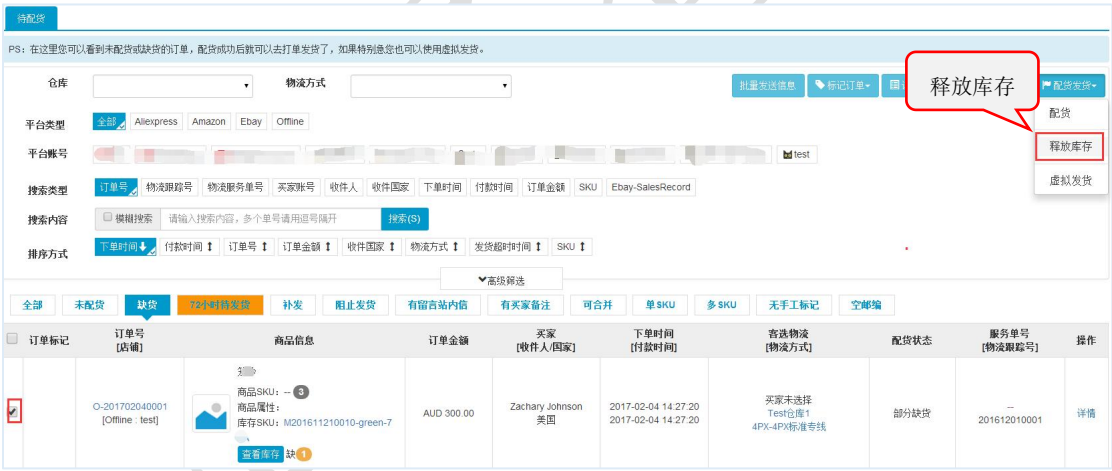 待配货
PS：在这里您可以看到未配货或缺货的订单，配货成功后就可以去打单发货了，如果特别急您也可以使用虚拟发货。
仓库 物流方式 批量发送信息 标记订单 释放库存 配货发货
配货
释放库存
虚拟发货
平台类型 全部 Aliexpress Amazon Ebay Offline
平台账号 test
搜索类型 订单号 物流跟踪号 物流服务单号 买家账号 收件人 收件国家 下单时间 付款时间 订单金额 SKU Ebay-SalesRecord
搜索内容 模糊搜索 请输入搜索内容，多个单号请用逗号隔开 搜索(S)
排序方式 下单时间 付款时间 订单号 订单金额 收件国家 物流方式 发货超时时间 SKU
高级筛选
全部 未配货 缺货 72小时待发货 补发 阻止发货 有留言站内信 有买家备注 可合并 单SKU 多SKU 无手工标记 空邮编
订单标记 订单号 商品信息 订单金额 买家 下单时间 客选物流 配货状态 服务单号 操作
[店铺] [收件人/国家] [付款时间] [物流方式] [物流跟踪号]
O-201702040001
[Offline : test]
商品SKU：-- 3
商品属性：
库存SKU：M201611210010-green-7
查看库存 缺 1
AUD 300.00
Zachary Johnson
美国
2017-02-04 14:27:20
2017-02-04 14:27:20
买家未选择
Test仓库1
4PX-4PX标准专线
部分缺货
--
201612010001
详情